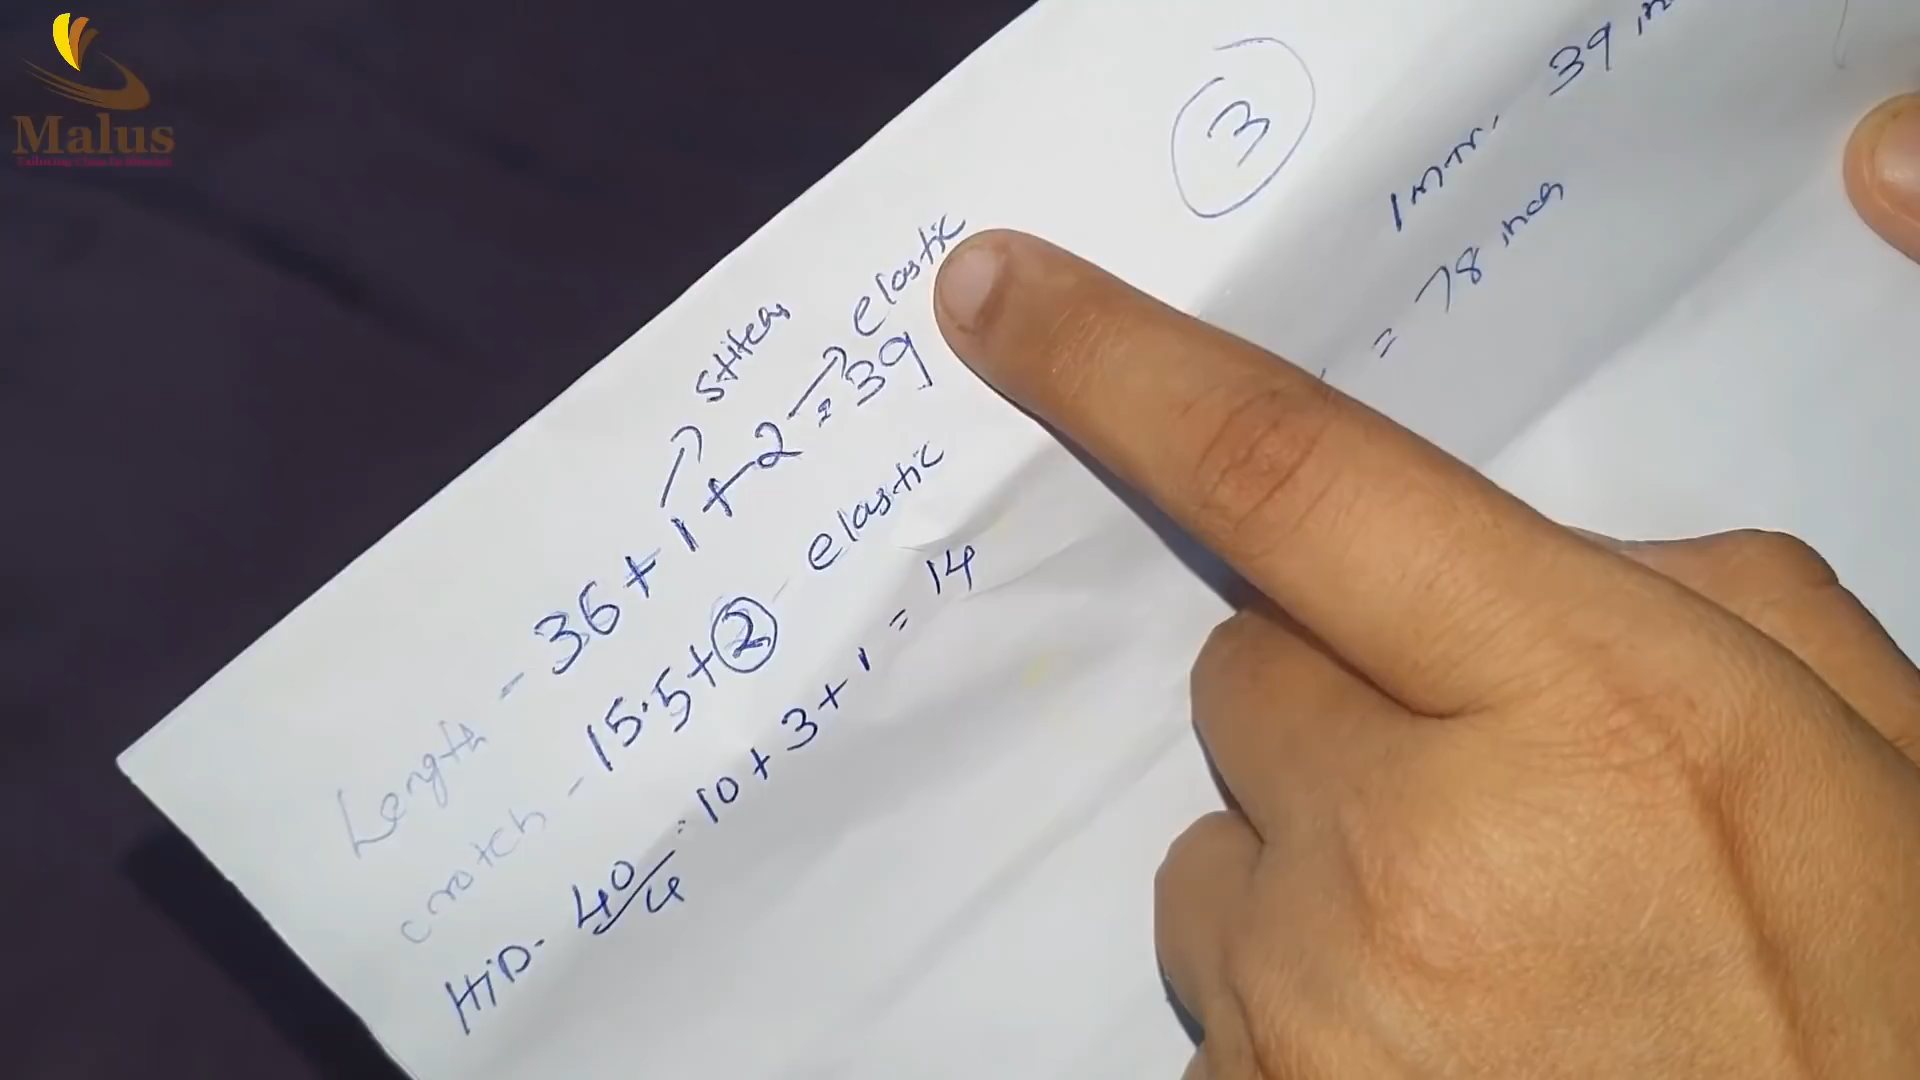 Malus
3
1 mtr. 39 in
= 78 inch
stitch
elastic
Length - 36 + 1 + 2 = 39
crotch - 15.5 + 2 - elastic
HiP - 40/4 = 10 + 3 + 1 = 14